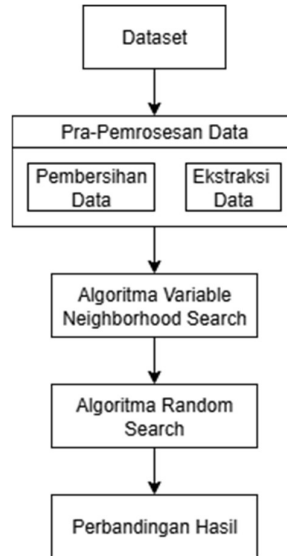 Dataset
Pra-Pemrosesan Data
Pembersihan
Data
Ekstraksi
Data
Algoritma Variable
Neighborhood Search
Algoritma Random
Search
Perbandingan Hasil